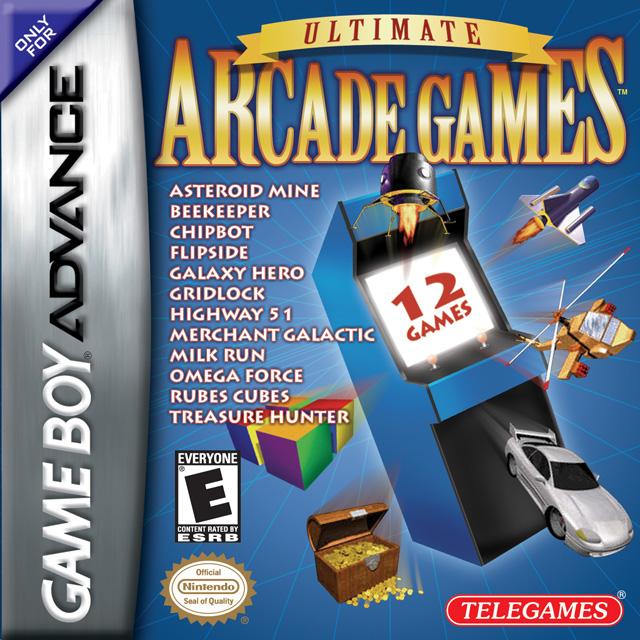 ONLY
FOR
GAME BOY ADVANCE
ULTIMATE
ARCADE GAMES™
ASTEROID MINE
BEEKEEPER
CHIPBOT
FLIPSIDE
GALAXY HERO
GRIDLOCK
HIGHWAY 51
MERCHANT GALACTIC
MILK RUN
OMEGA FORCE
RUBES CUBES
TREASURE HUNTER
12
GAMES
EVERYONE
E
®
CONTENT RATED BY
ESRB
Official
Nintendo
Seal of Quality
®
TELEGAMES®